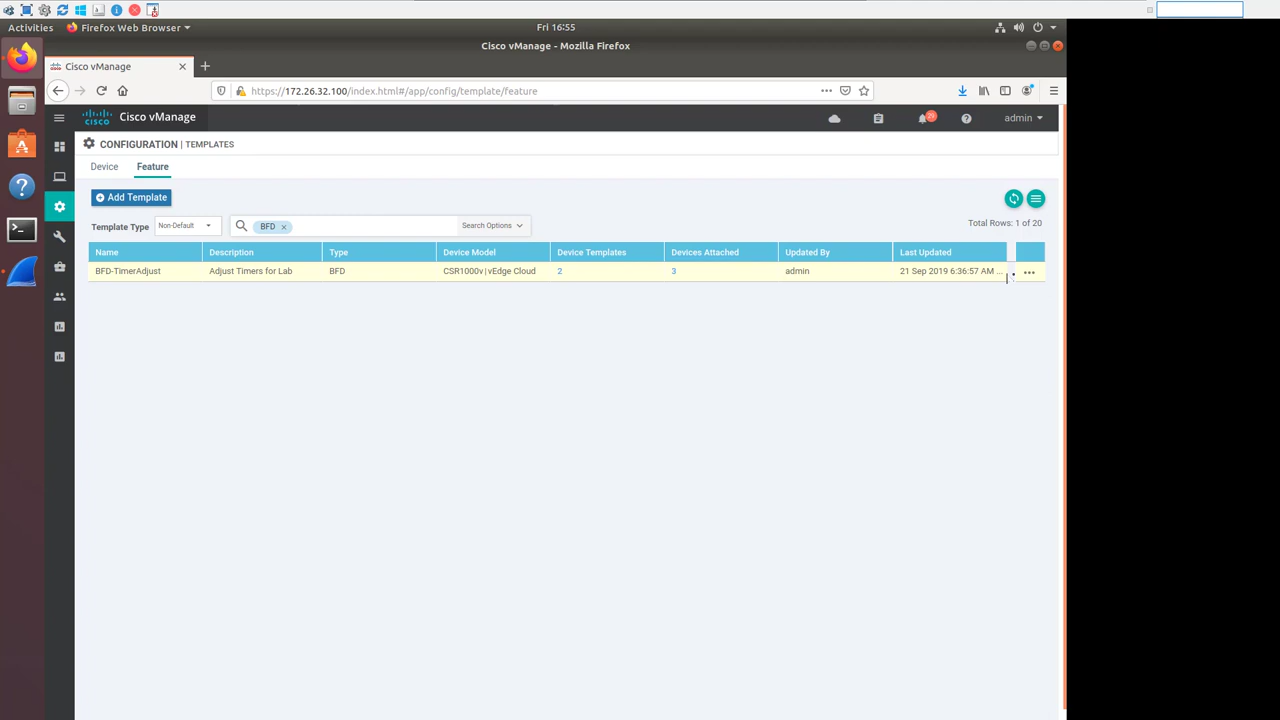 Activities
Firefox Web Browser
Fri 16:55
Cisco vManage - Mozilla Firefox
Cisco vManage
https://172.26.32.100/index.html#/app/config/template/feature
cisco
Cisco vManage
admin
CONFIGURATION | TEMPLATES
Device
Feature
Add Template
Template Type
Non-Default
BFD
Search Options
Total Rows: 1 of 20
Name Description Type Device Model Device Templates Devices Attached Updated By Last Updated
BFD-TimerAdjust Adjust Timers for Lab BFD CSR1000v|vEdge Cloud 2 3 admin 21 Sep 2019 6:36:57 AM ...